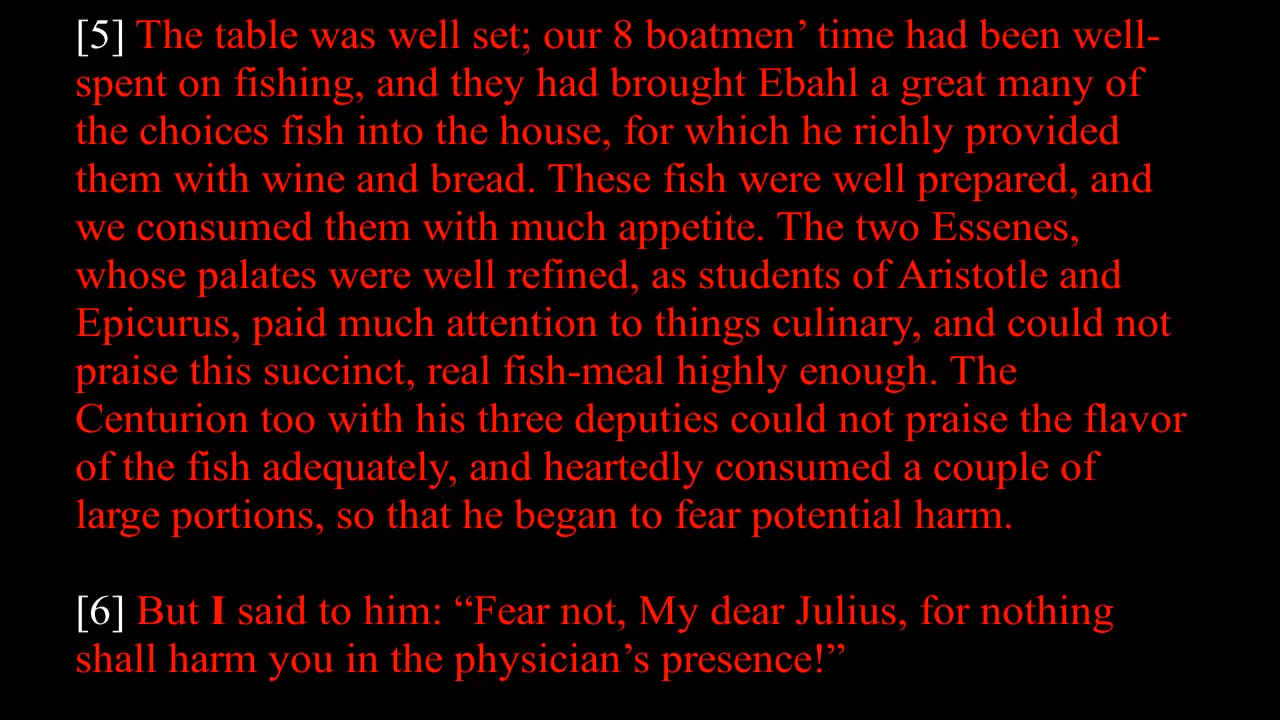 [5] The table was well set; our 8 boatmen’ time had been well-
spent on fishing, and they had brought Ebahl a great many of
the choices fish into the house, for which he richly provided
them with wine and bread. These fish were well prepared, and
we consumed them with much appetite. The two Essenes,
whose palates were well refined, as students of Aristotle and
Epicurus, paid much attention to things culinary, and could not
praise this succinct, real fish-meal highly enough. The
Centurion too with his three deputies could not praise the flavor
of the fish adequately, and heartedly consumed a couple of
large portions, so that he began to fear potential harm.
[6] But I said to him: “Fear not, My dear Julius, for nothing
shall harm you in the physician’s presence!”